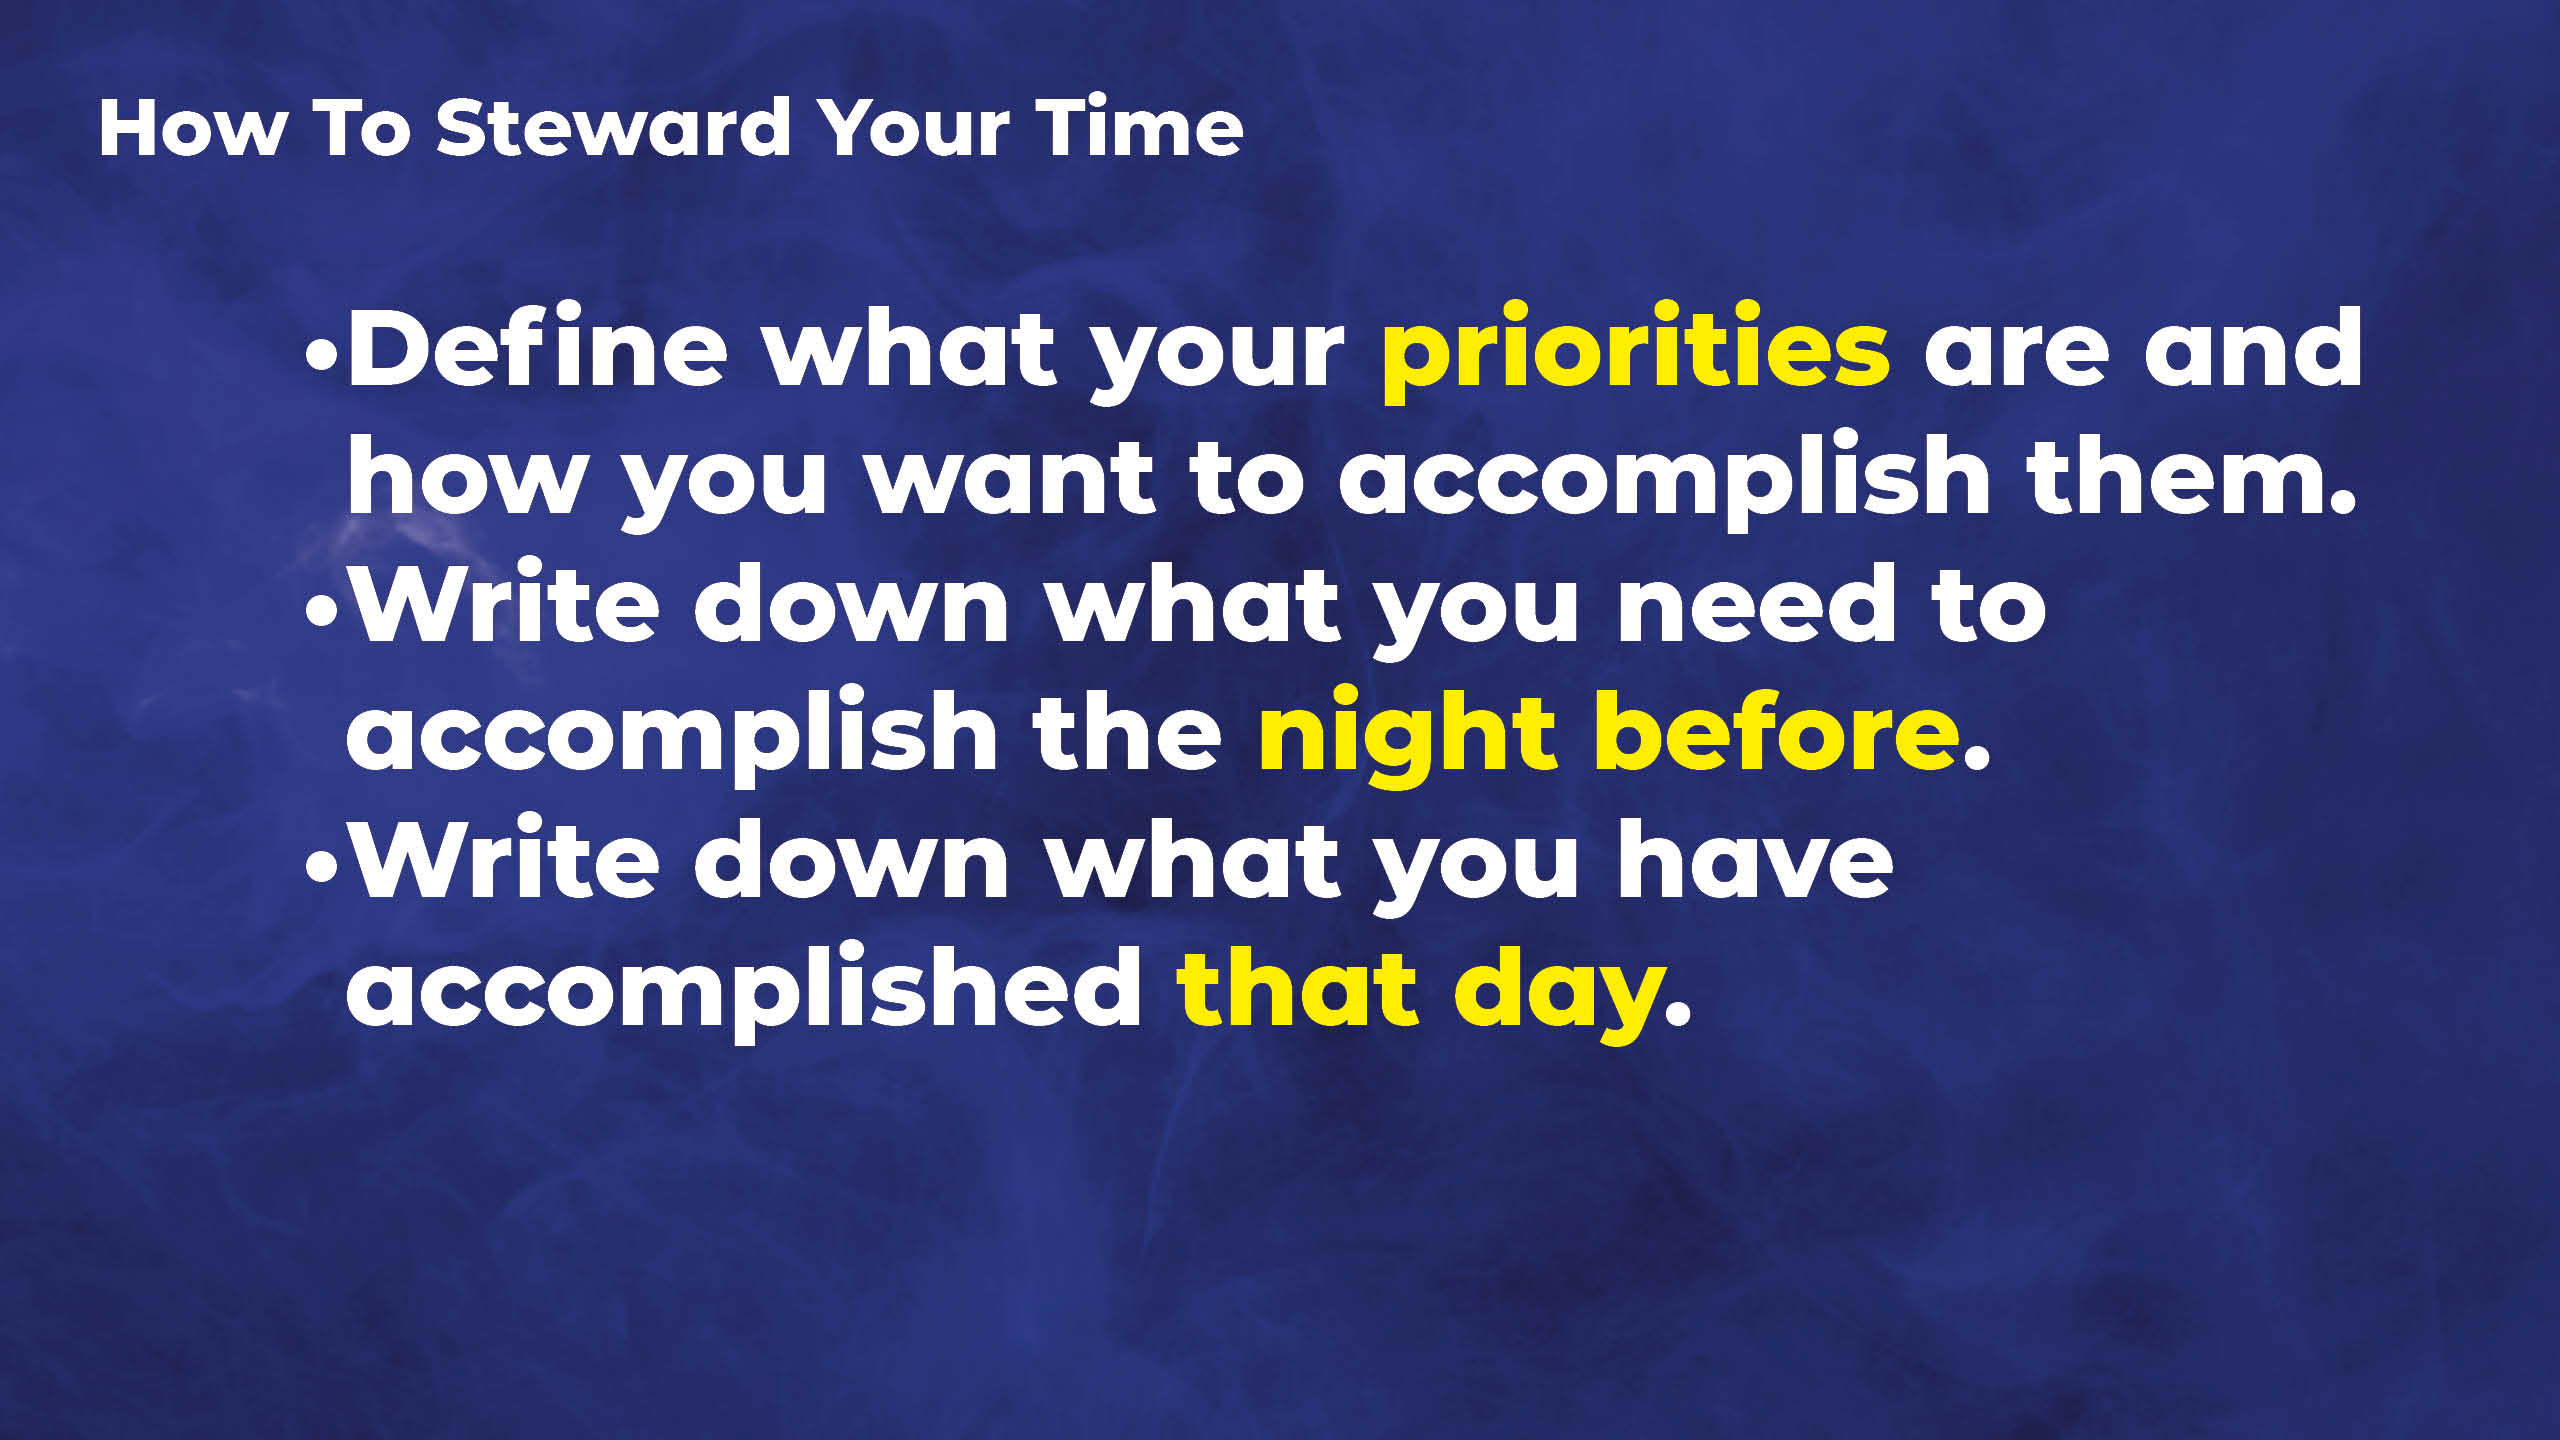 How To Steward Your Time
•Define what your priorities are and
how you want to accomplish them.
•Write down what you need to
accomplish the night before.
•Write down what you have
accomplished that day.